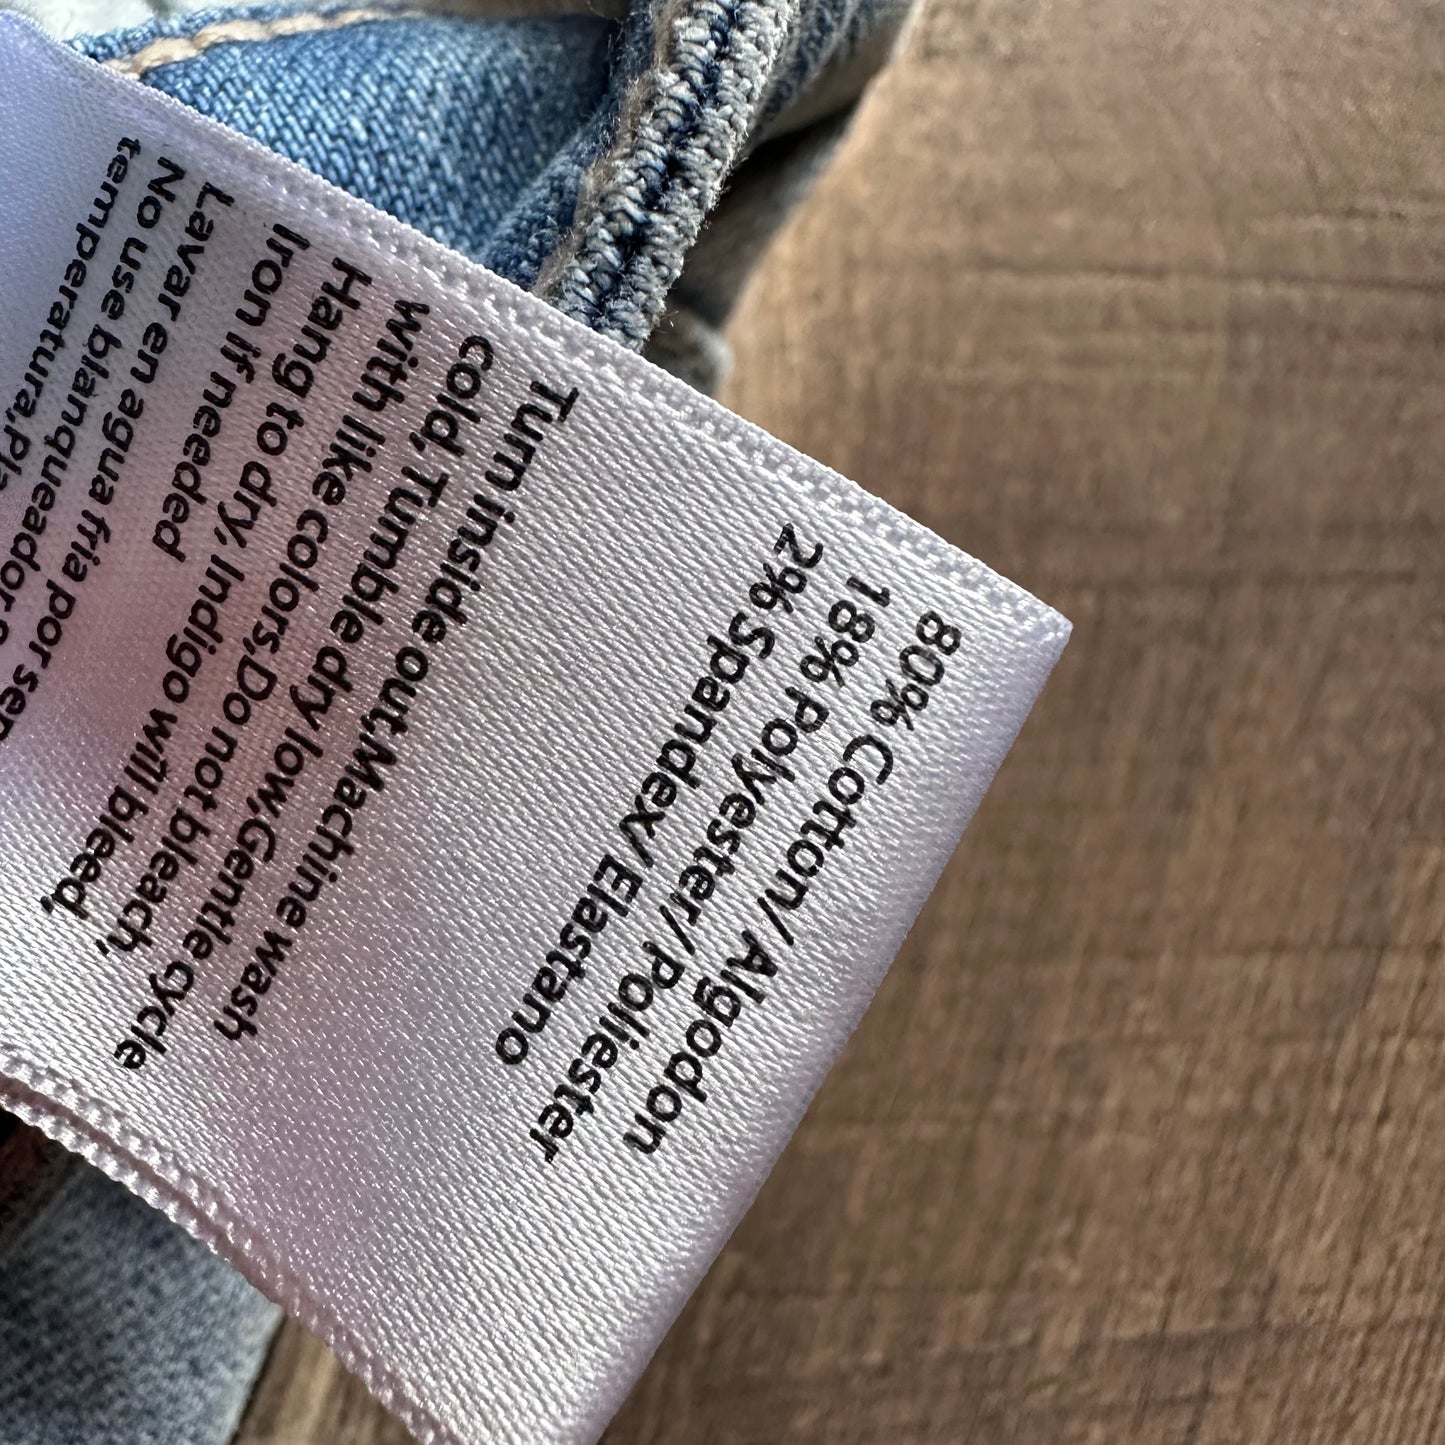 80% Cotton/ Algodon
18% Polyester/ Poliester
2% Spandex/ Elastano
Turn inside out,Machine wash
cold, Tumble dry low,Gentle cycle
with like colors,Do not bleach,
Hang to dry, Indigo will bleed,
Iron if needed
Lavar en agua fria por
No use blanqueador
temperatura,